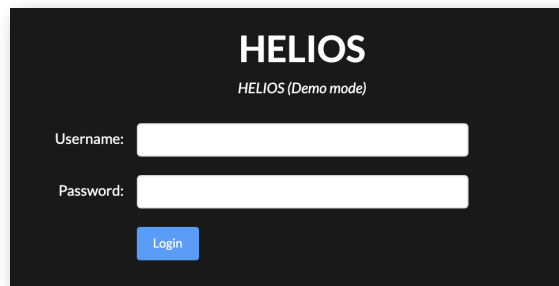 HELIOS
HELIOS (Demo mode)
Username:
Password:
Login